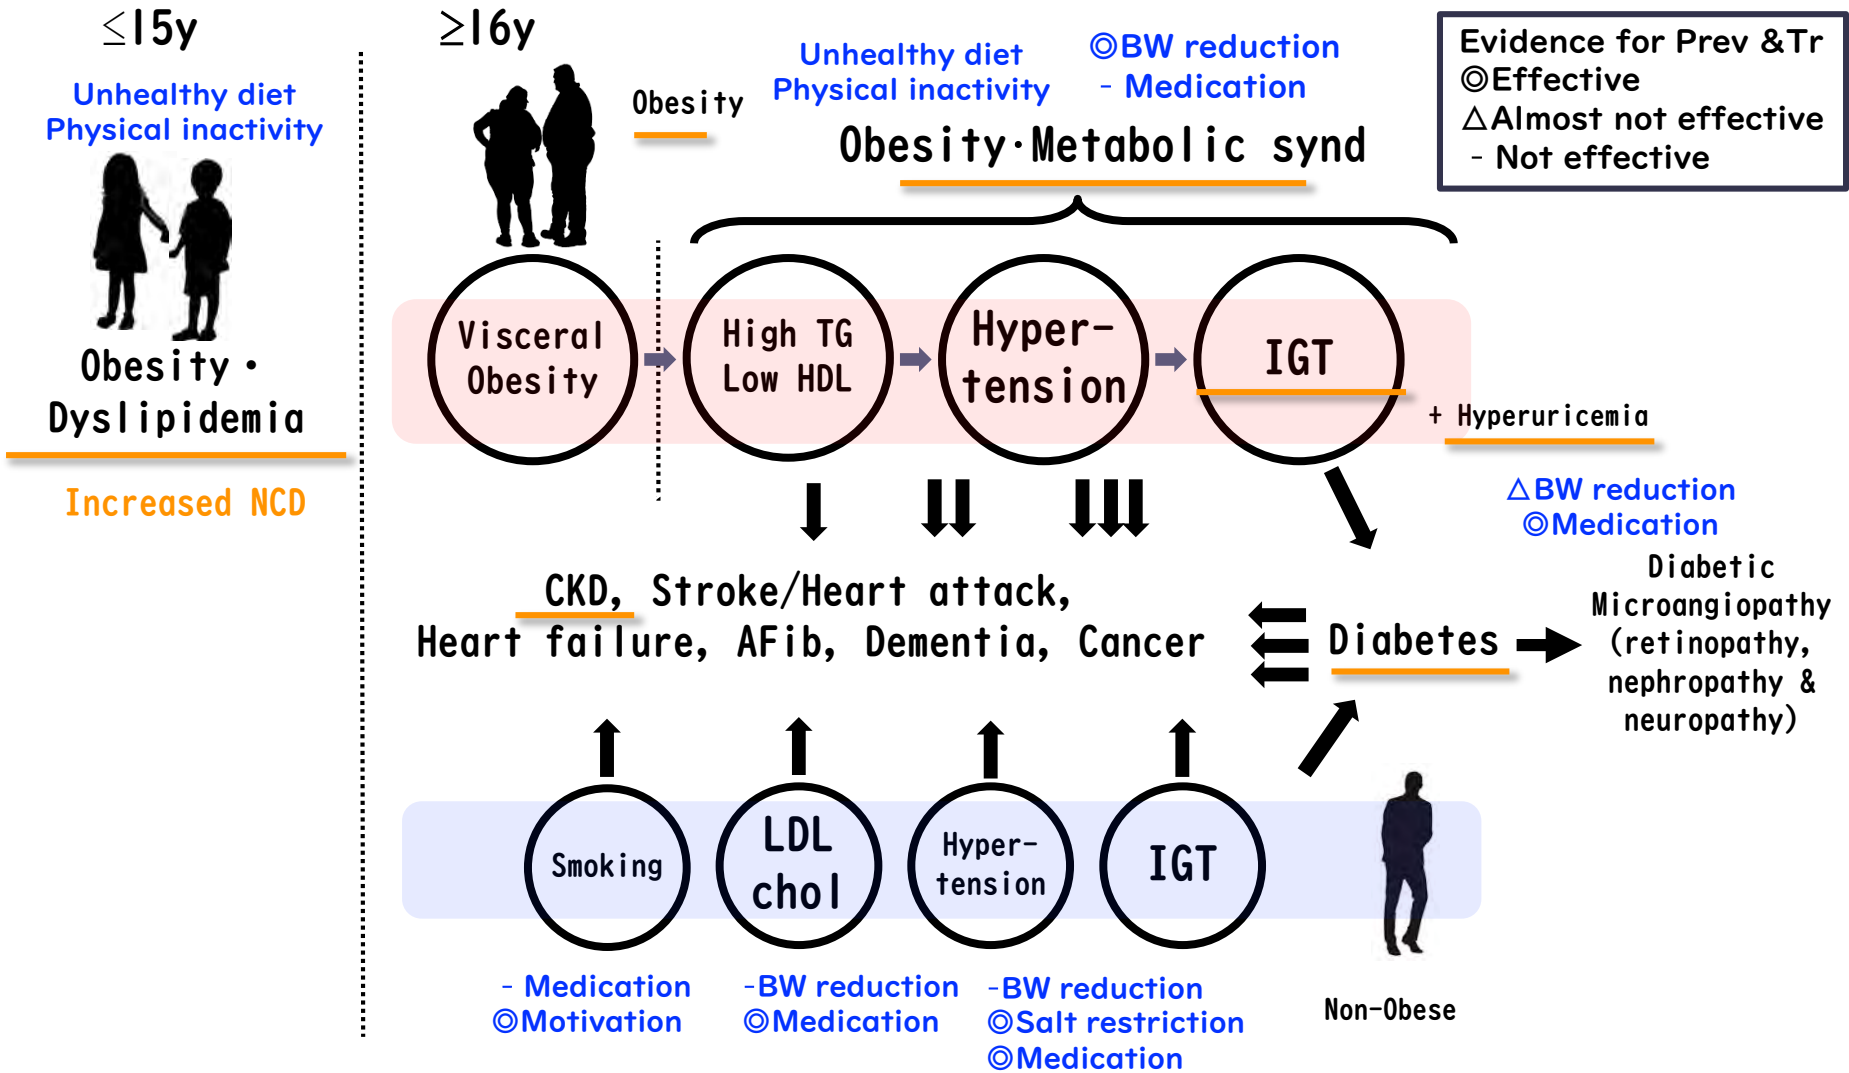 ≤15y
Unhealthy diet
Physical inactivity
Obesity・
Dyslipidemia
Increased NCD
≥16y
Obesity
Unhealthy diet
Physical inactivity
◎BW reduction
- Medication
Obesity・Metabolic synd
Evidence for Prev &Tr
◎Effective
△Almost not effective
- Not effective
Visceral
Obesity
High TG
Low HDL
Hyper-
tension
IGT
+ Hyperuricemia
△BW reduction
◎Medication
CKD, Stroke/Heart attack,
Heart failure, AFib, Dementia, Cancer
Diabetes
Diabetic
Microangiopathy
(retinopathy,
nephropathy &
neuropathy)
Smoking
LDL
chol
Hyper-
tension
IGT
- Medication
◎Motivation
-BW reduction
◎Medication
-BW reduction
◎Salt restriction
◎Medication
Non-Obese